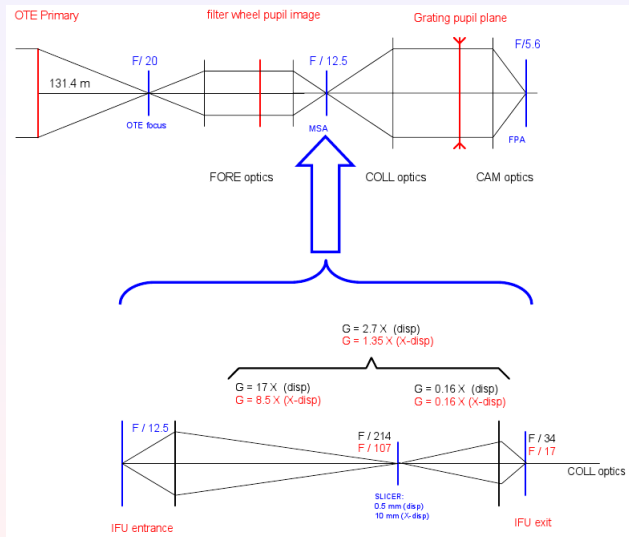 OTE Primary
filter wheel pupil image
Grating pupil plane
F/ 20
F / 12.5
F/5.6
131.4 m
OTE focus
MSA
FPA
FORE optics
COLL optics
CAM optics
G = 2.7 X (disp)
G = 1.35 X (X-disp)
G = 17 X (disp)
G = 8.5 X (X-disp)
G = 0.16 X (disp)
G = 0.16 X (X-disp)
F / 12.5
F / 214
F / 107
F / 34
F / 17
COLL optics
SLICER:
0.5 mm (disp)
10 mm (X-disp)
IFU entrance
IFU exit